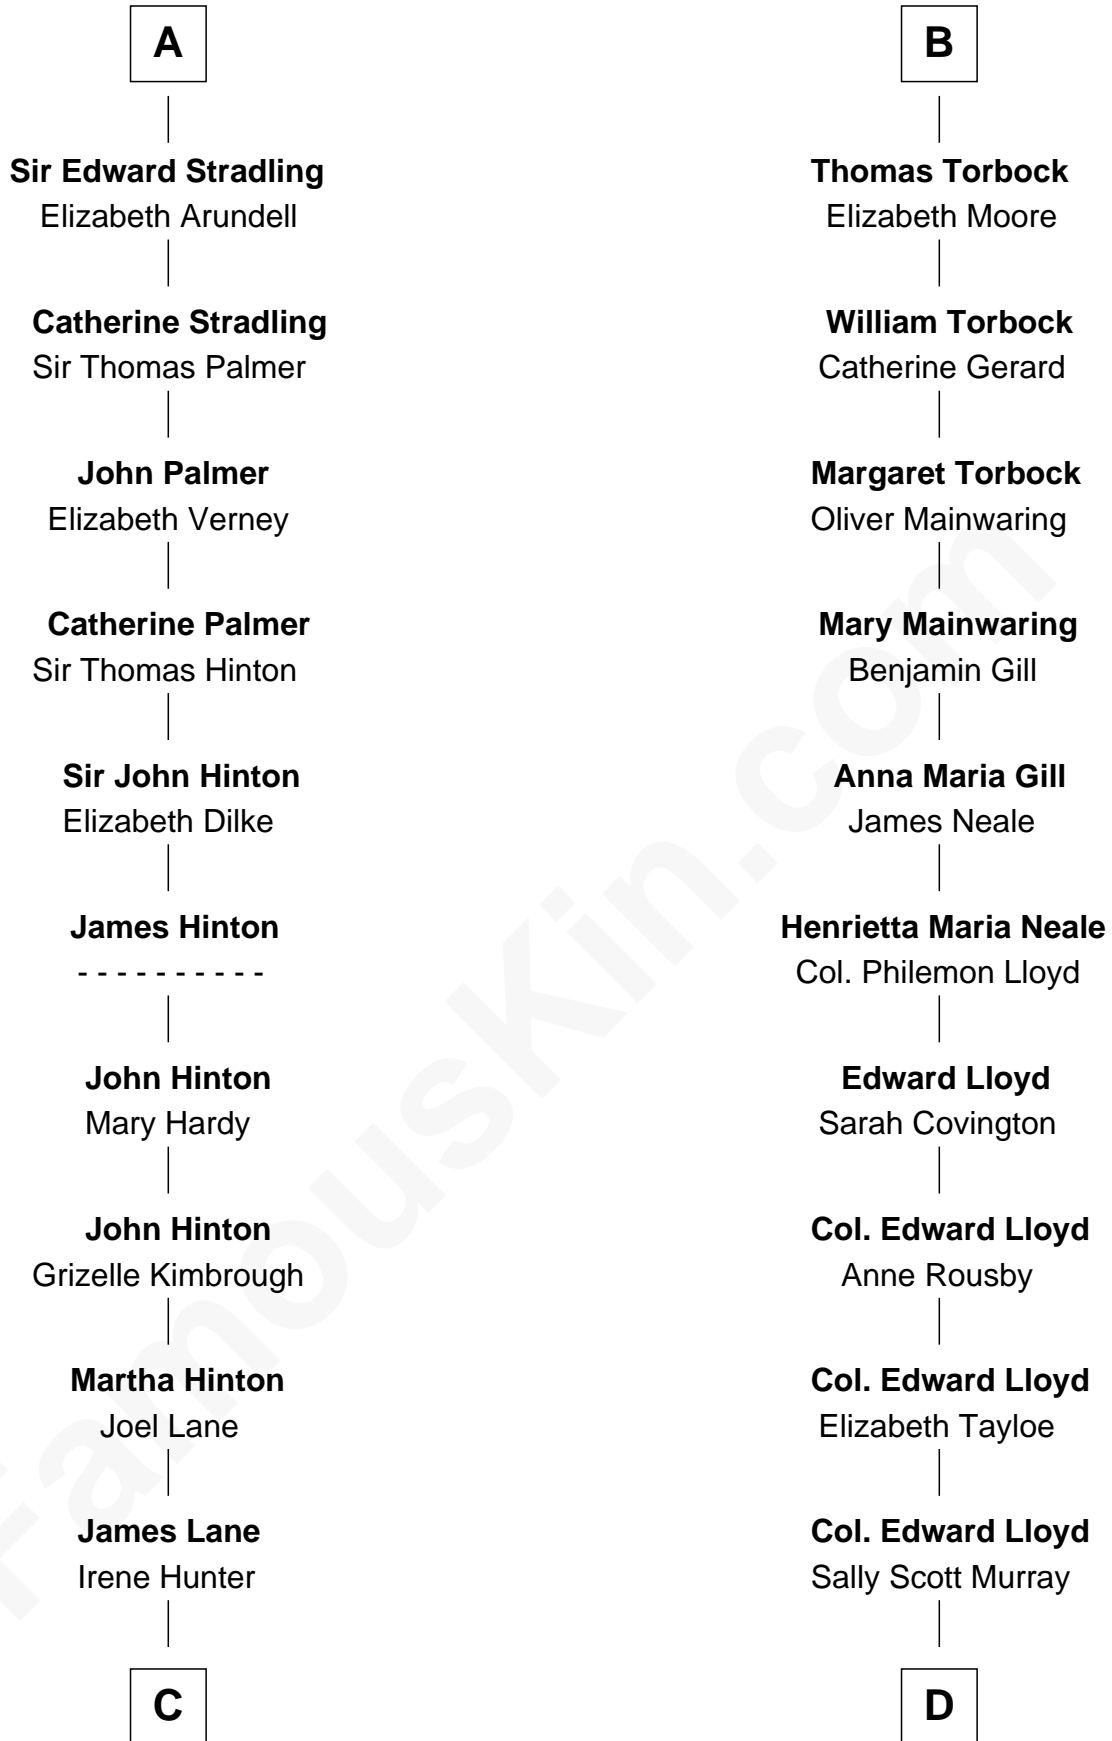 A
Sir Edward Stradling
Elizabeth Arundell
Catherine Stradling
Sir Thomas Palmer
John Palmer
Elizabeth Verney
Catherine Palmer
Sir Thomas Hinton
Sir John Hinton
Elizabeth Dilke
James Hinton
- - - - - - - - - -
John Hinton
Mary Hardy
John Hinton
Grizelle Kimbrough
Martha Hinton
Joel Lane
James Lane
Irene Hunter
C
B
Thomas Torbock
Elizabeth Moore
William Torbock
Catherine Gerard
Margaret Torbock
Oliver Mainwaring
Mary Mainwaring
Benjamin Gill
Anna Maria Gill
James Neale
Henrietta Maria Neale
Col. Philemon Lloyd
Edward Lloyd
Sarah Covington
Col. Edward Lloyd
Anne Rousby
Col. Edward Lloyd
Elizabeth Tayloe
Col. Edward Lloyd
Sally Scott Murray
D
FamousKin.com